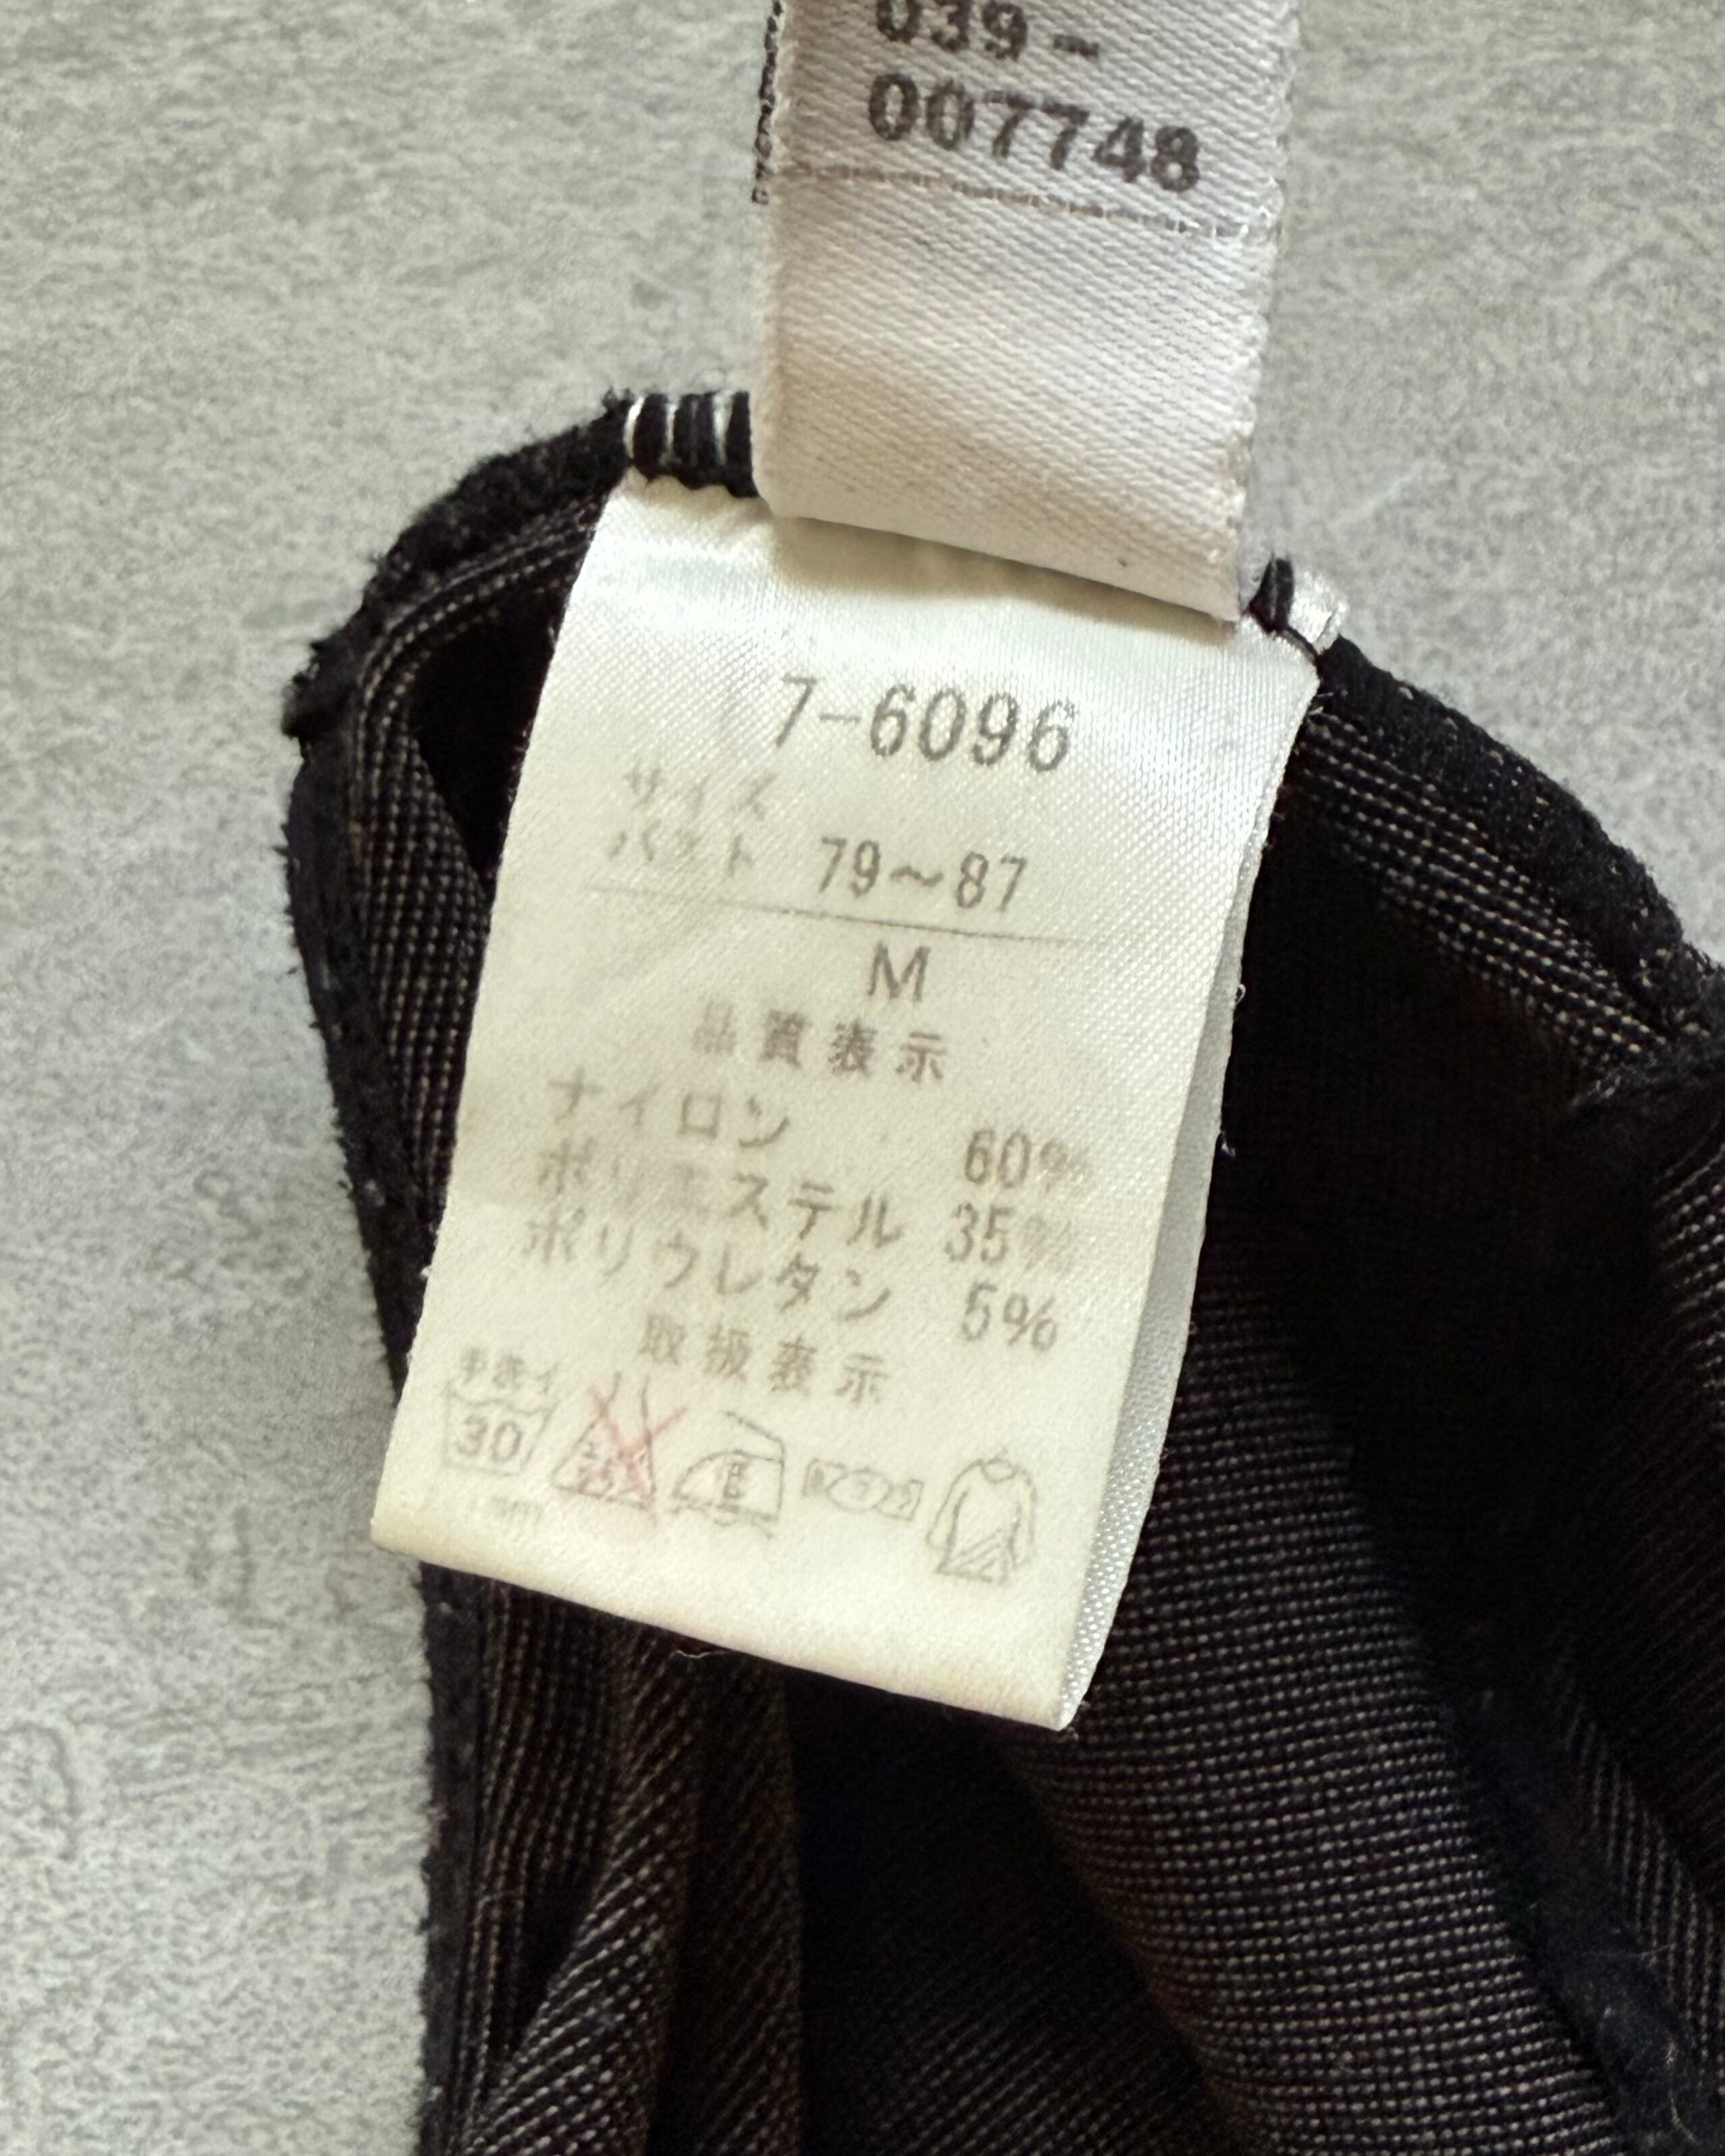 039-
007748
7-6096
サイズ
バスト 79~87
M
品質表示
ナイロン 60%
ポリエステル 35%
ポリウレタン 5%
取扱表示
手洗イ
30